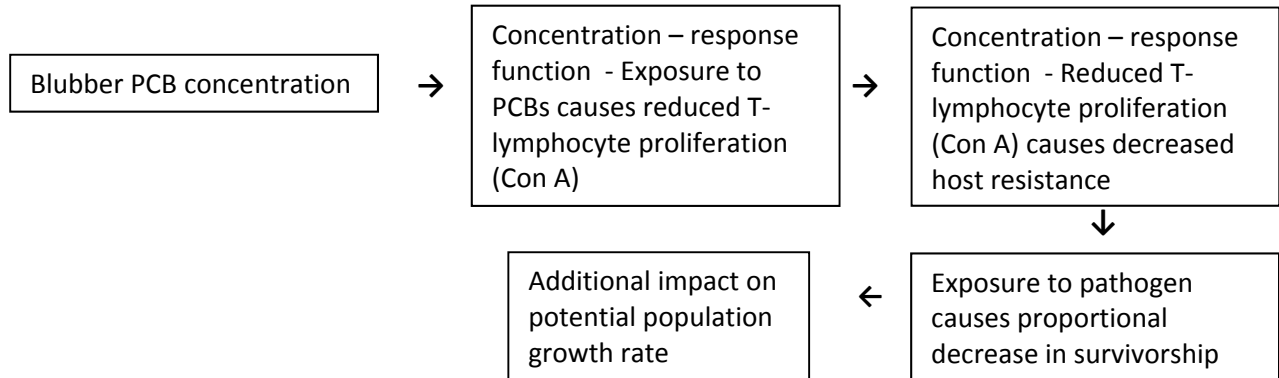 Blubber PCB concentration
→
Concentration – response
function - Exposure to
PCBs causes reduced T-
lymphocyte proliferation
(Con A)
→
Concentration – response
function - Reduced T-
lymphocyte proliferation
(Con A) causes decreased
host resistance
↓
Exposure to pathogen
causes proportional
decrease in survivorship
←
Additional impact on
potential population
growth rate